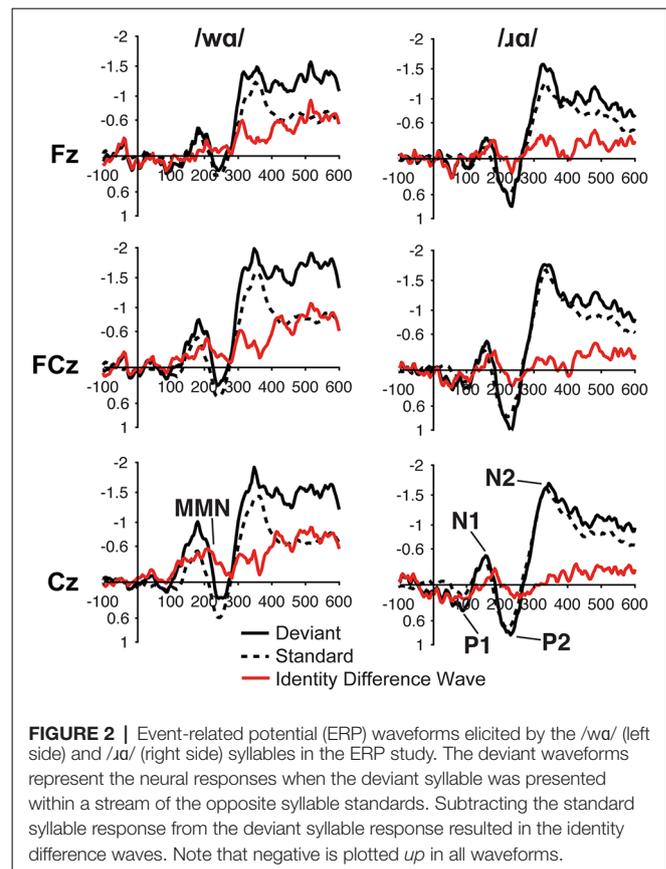 /wɑ/ /ɹɑ/
-2 -2
-1.5 -1.5
-1 -1
-0.6 -0.6
Fz
-100 100 200 300 400 500 600 -100 100 200 300 400 500 600
0.6 0.6
1 1
-2 -2
-1.5 -1.5
-1 -1
-0.6 -0.6
FCz
-100 100 200 300 400 500 600 -100 100 200 300 400 500 600
0.6 0.6
1 1
-2 -2
N2
-1.5 -1.5
MMN N1
-1 -1
-0.6 -0.6
Cz
-100 100 200 300 400 500 600 -100 100 200 300 400 500 600
0.6 0.6
1 P1 P2 1
Deviant
Standard
Identity Difference Wave
FIGURE 2 | Event-related potential (ERP) waveforms elicited by the /wɑ/ (left
side) and /ɹɑ/ (right side) syllables in the ERP study. The deviant waveforms
represent the neural responses when the deviant syllable was presented
within a stream of the opposite syllable standards. Subtracting the standard
syllable response from the deviant syllable response resulted in the identity
difference waves. Note that negative is plotted up in all waveforms.